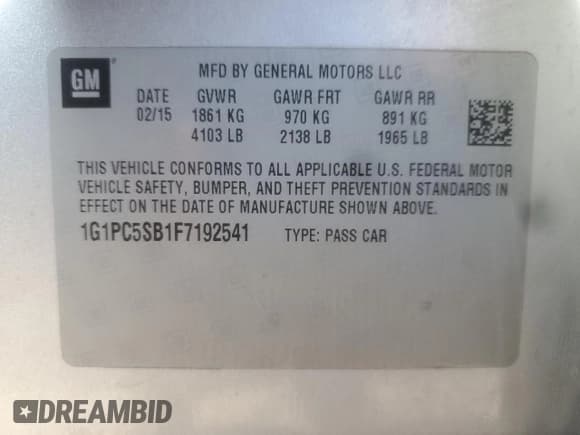 GM
MFD BY GENERAL MOTORS LLC
DATE GVWR GAWR FRT GAWR RR
02/15 1861 KG 970 KG 891 KG
4103 LB 2138 LB 1965 LB
THIS VEHICLE CONFORMS TO ALL APPLICABLE U.S. FEDERAL MOTOR
VEHICLE SAFETY, BUMPER, AND THEFT PREVENTION STANDARDS IN
EFFECT ON THE DATE OF MANUFACTURE SHOWN ABOVE.
1G1PC5SB1F7192541 TYPE: PASS CAR
DREAMBID